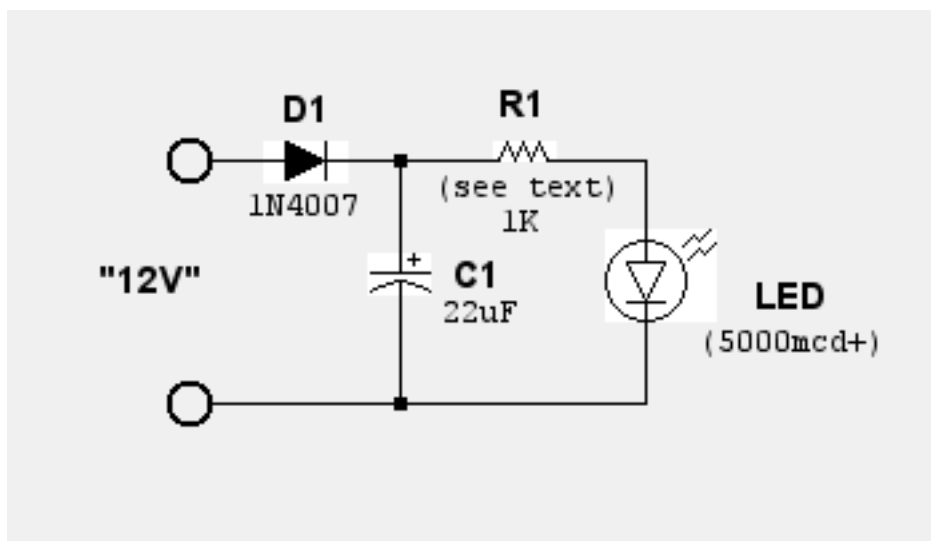 D1
R1
1N4007
(see text)
1K
+
"12V"
C1
22uF
LED
(5000mcd+)